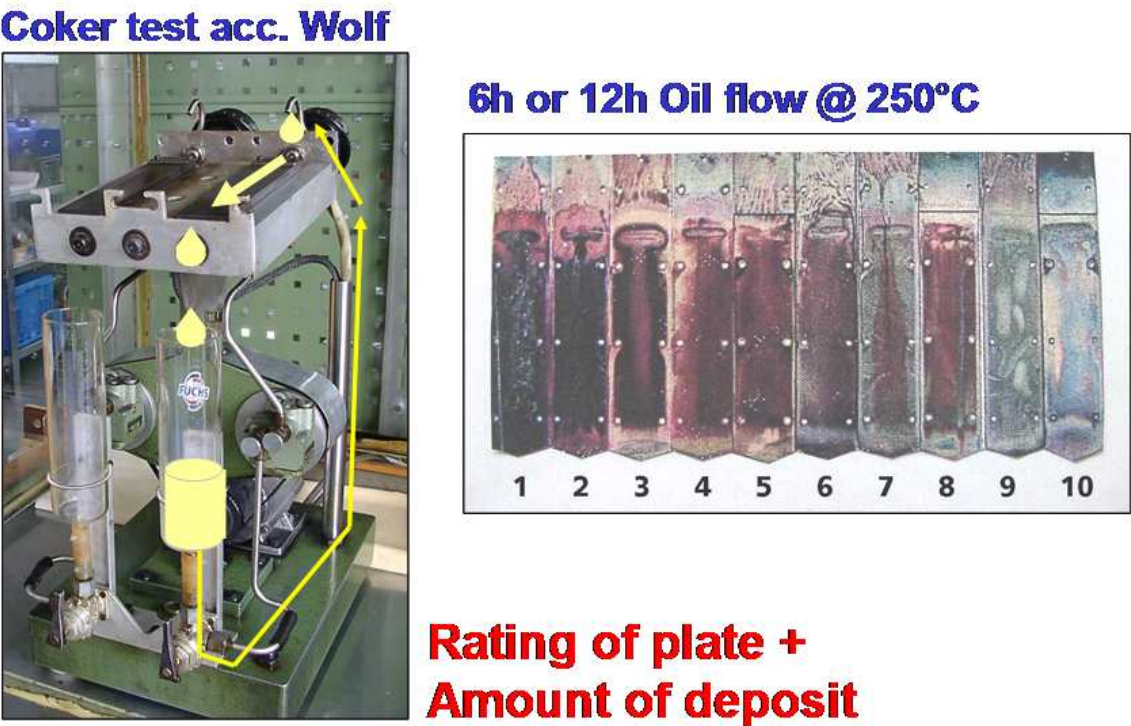 Coker test acc. Wolf
6h or 12h Oil flow @ 250°C
FUCHS
1 2 3 4 5 6 7 8 9 10
Rating of plate +
Amount of deposit